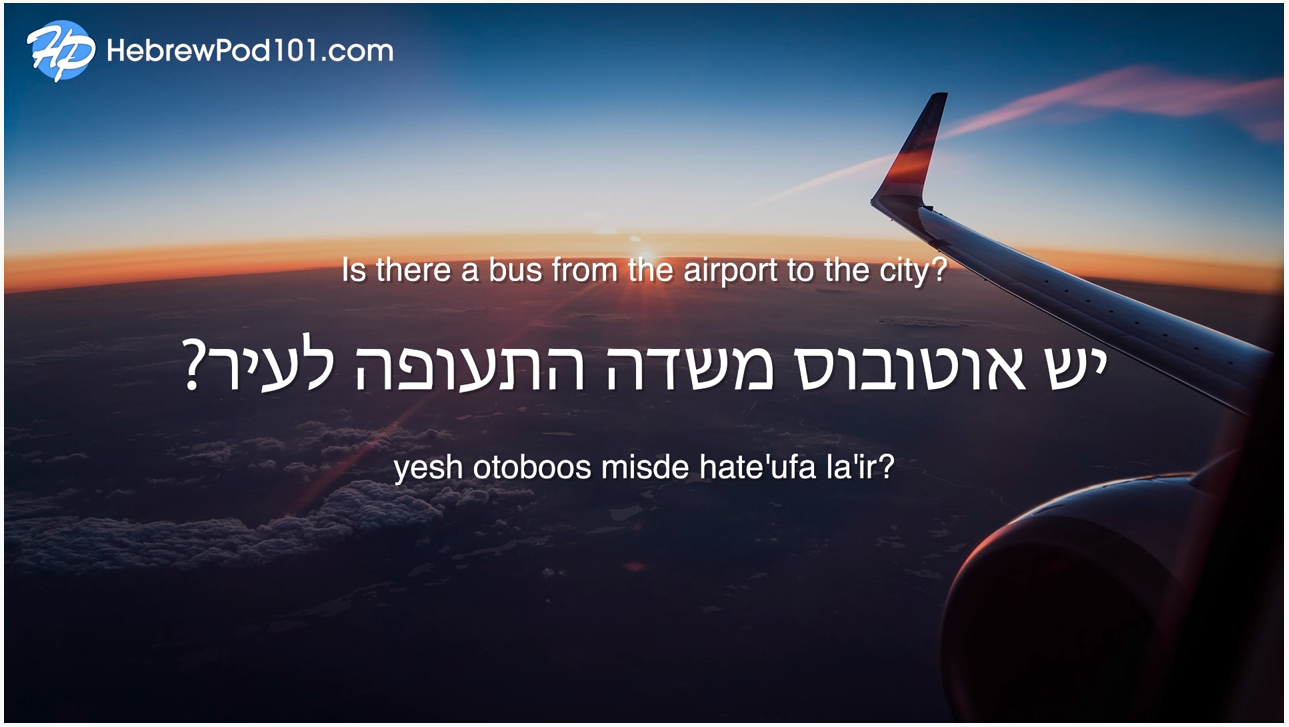 HP HebrewPod101.com
Is there a bus from the airport to the city?
יש אוטובוס משדה התעופה לעיר?
yesh otoboos misde hate'ufa la'ir?